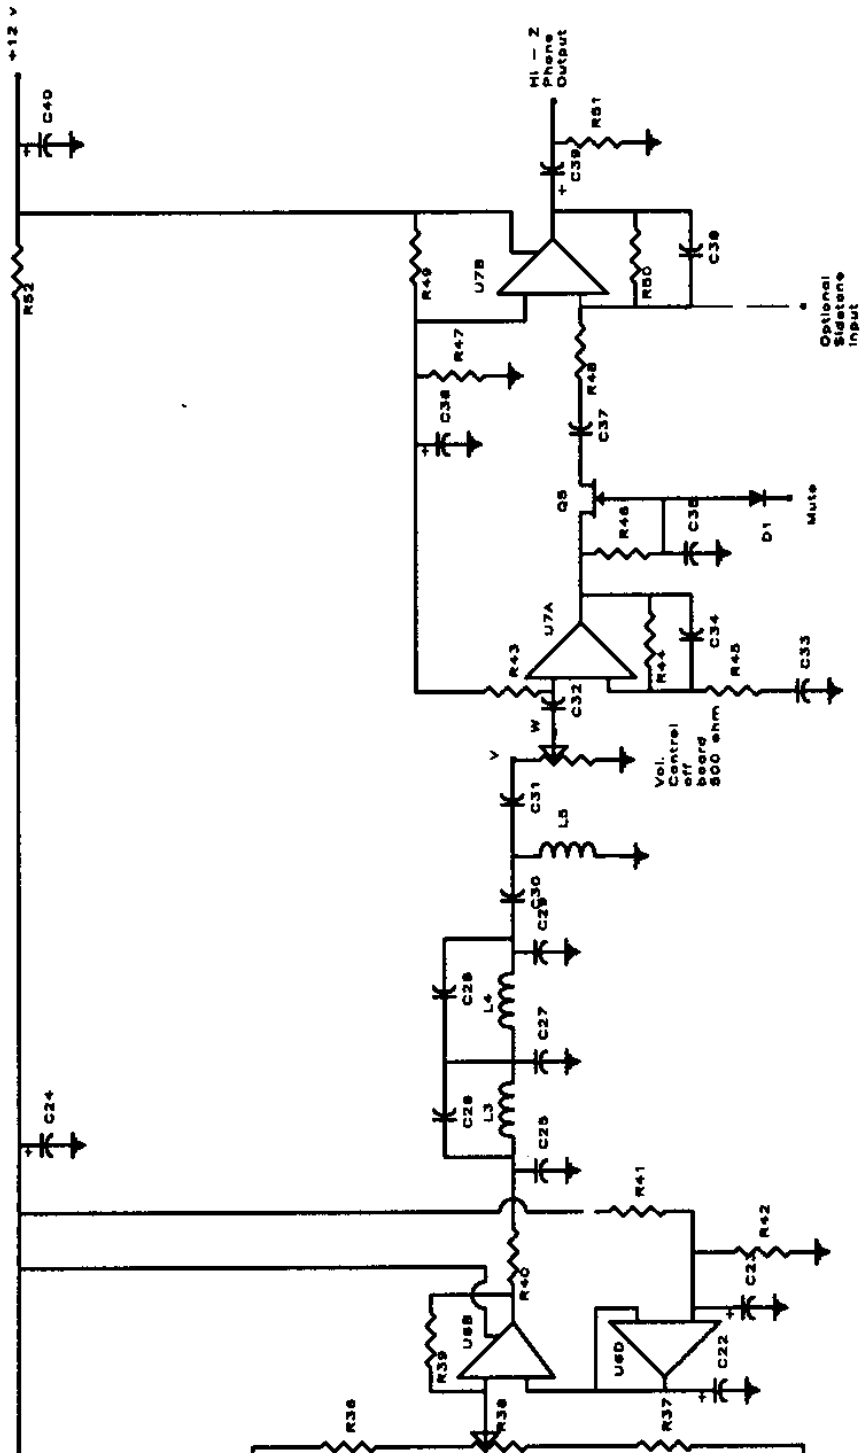 +12 v
C40
R52
C24
Hi - Z
Phone
Output
R51
C39
+
U7B
R49
R50
C38
Optional
Sidetone
Input
R47
C36
+
R48
C37
Q5
R46
C35
D1
Mute
U7A
R43
C32
R44
C34
R45
C33
W
V
Vol.
Control
off
board
500 ohm
C31
L5
C30
C29
C28
L4
C27
C26
L3
C25
R41
R42
R40
C23
U6B
R39
U6D
C22
R36
R38
R37